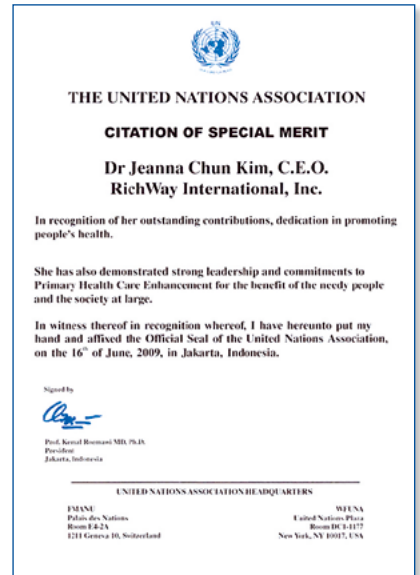 THE UNITED NATIONS ASSOCIATION
CITATION OF SPECIAL MERIT
Dr Jeanna Chun Kim, C.E.O.
RichWay International, Inc.
In recognition of her outstanding contributions, dedication in promoting
people's health.
She has also demonstrated strong leadership and commitments to
Primary Health Care Enhancement for the benefit of the needy people
and the society at large.
In witness thereof in recognition whereof, I have hereunto put my
hand and affixed the Official Seal of the United Nations Association,
on the 16th of June, 2009, in Jakarta, Indonesia.
Signed by
Prof. Kemal MD. Ph.D.
President
Jakarta, Indonesia
UNITED NATIONS ASSOCIATION HEADQUARTERS
FMANU
Palais des Nations
Room E4-2A
1211 Geneva 10, Switzerland
WFUNA
United Nations Plaza
Room DC1-1177
New York, NY 10017, USA